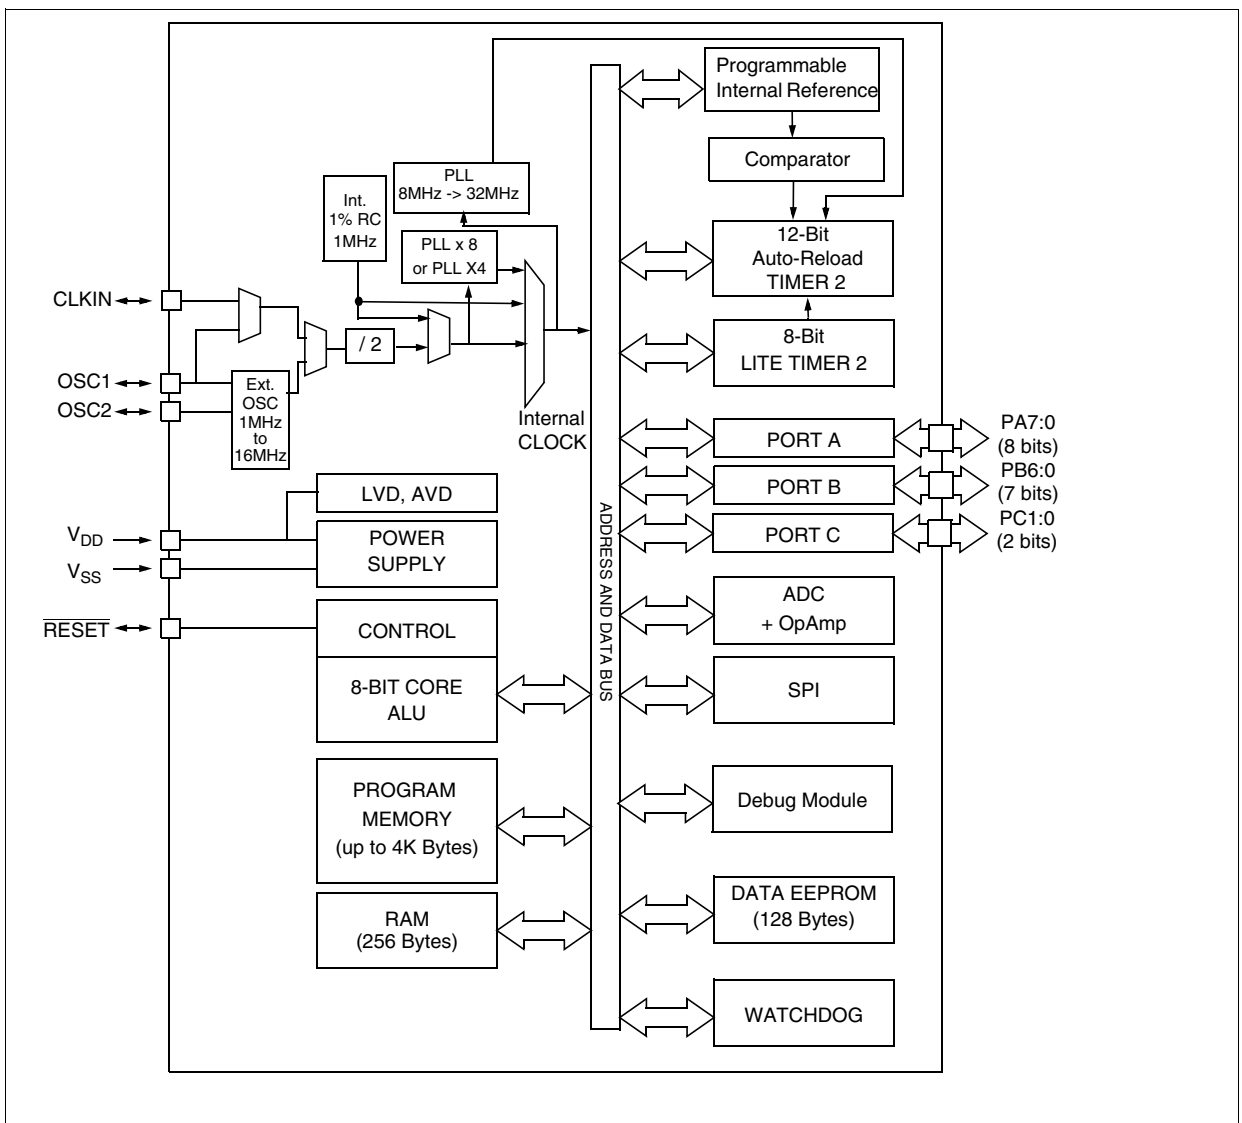 Programmable
Internal Reference
Comparator
PLL
8MHz -> 32MHz
Int.
1% RC
1MHz
PLL x 8
or PLL X4
12-Bit
Auto-Reload
TIMER 2
CLKIN
/ 2
8-Bit
LITE TIMER 2
OSC1
OSC2
Ext.
OSC
1MHz
to
16MHz
Internal
CLOCK
PORT A
PA7:0
(8 bits)
PORT B
PB6:0
(7 bits)
PORT C
PC1:0
(2 bits)
LVD, AVD
VDD
VSS
POWER
SUPPLY
ADDRESS AND DATA BUS
ADC
+ OpAmp
RESET
CONTROL
8-BIT CORE
ALU
SPI
PROGRAM
MEMORY
(up to 4K Bytes)
Debug Module
RAM
(256 Bytes)
DATA EEPROM
(128 Bytes)
WATCHDOG